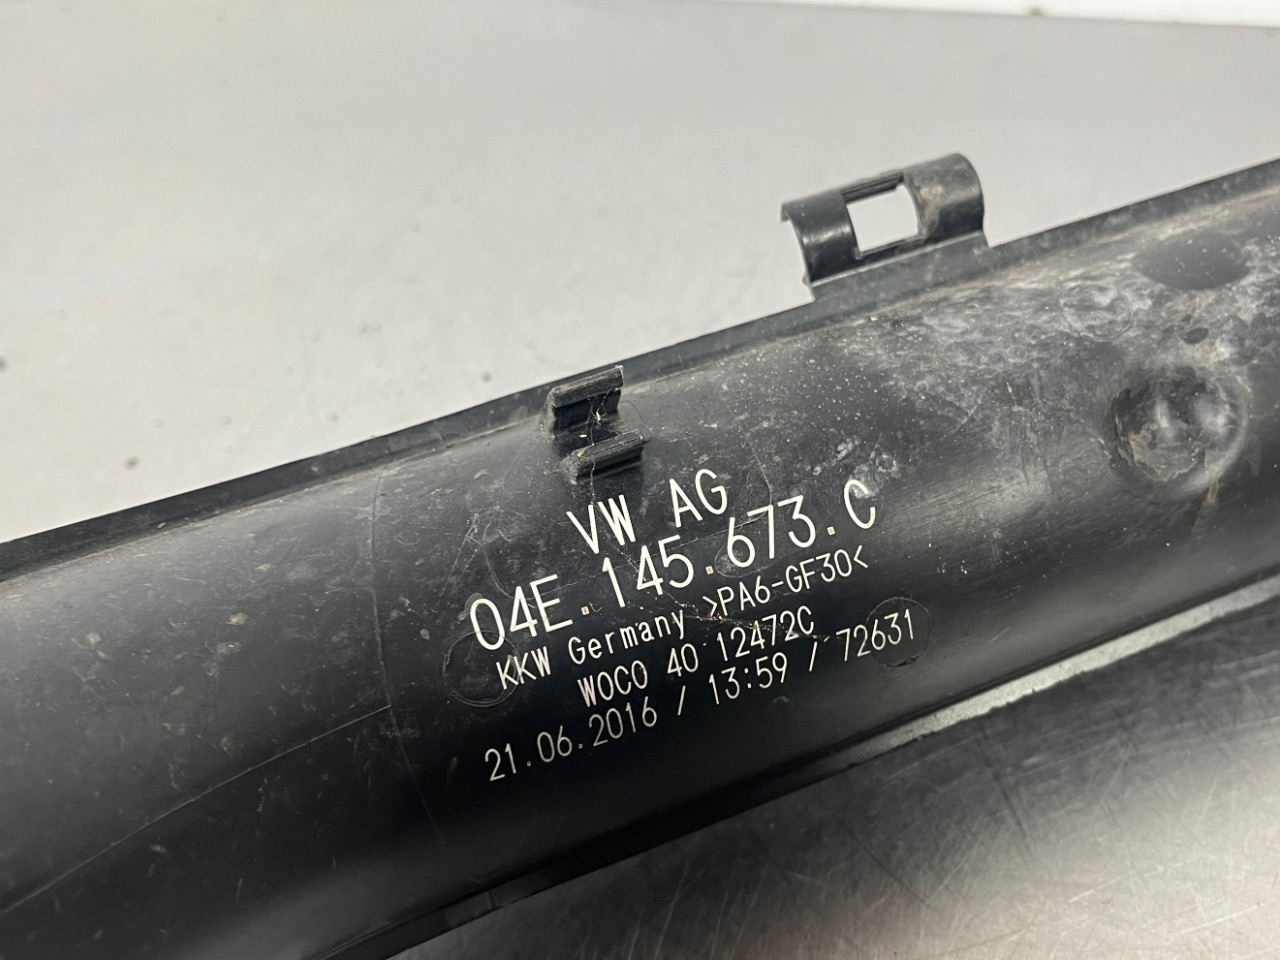 VW AG
04E.145.673.C
KKW Germany >PA6-GF30<
WOCO 40 12472C
21.06.2016 / 13:59 / 72631